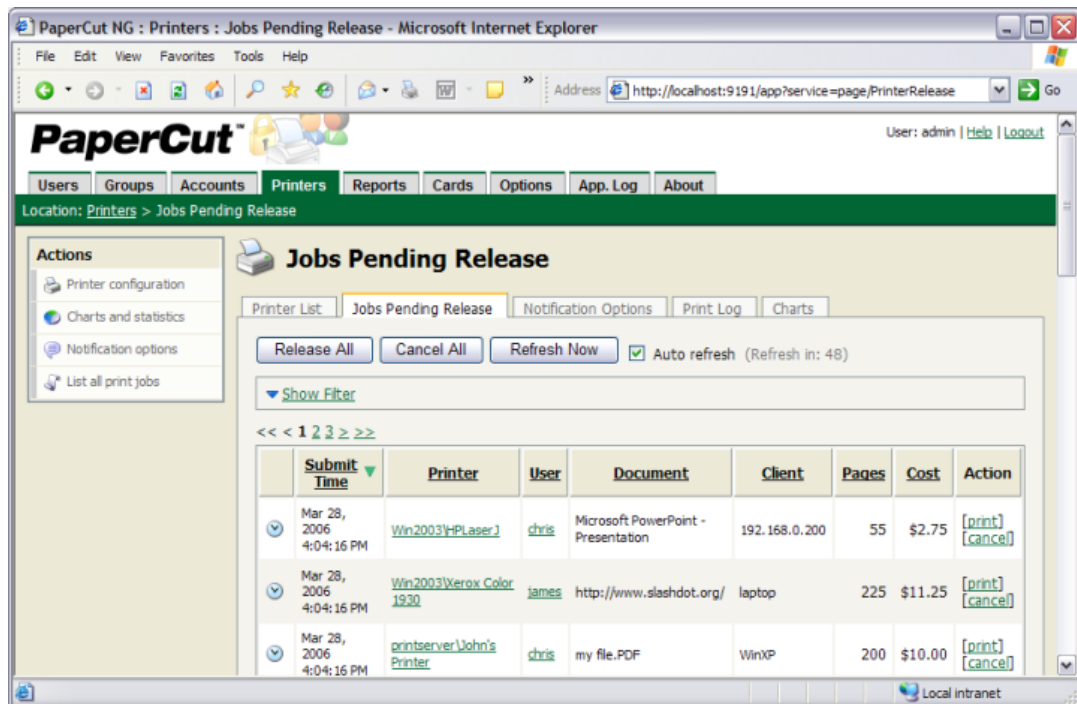 PaperCut NG : Printers : Jobs Pending Release - Microsoft Internet Explorer
File Edit View Favorites Tools Help
» Address http://localhost:9191/app?service=page/PrinterRelease Go
PaperCut™
User: admin | Help | Logout
Users Groups Accounts Printers Reports Cards Options App. Log About
Location: Printers > Jobs Pending Release
Actions
Printer configuration
Charts and statistics
Notification options
List all print jobs
Jobs Pending Release
Printer List Jobs Pending Release Notification Options Print Log Charts
Release All Cancel All Refresh Now Auto refresh (Refresh in: 48)
Show Filter
<< < 1 2 3 > >>
Submit Time Printer User Document Client Pages Cost Action
Mar 28, 2006 4:04:16 PM Win2003\HPLaserJ chris Microsoft PowerPoint - Presentation 192.168.0.200 55 $2.75 [print] [cancel]
Mar 28, 2006 4:04:16 PM Win2003\Xerox Color 1930 james http://www.slashdot.org/ laptop 225 $11.25 [print] [cancel]
Mar 28, 2006 4:04:16 PM printserver\John's Printer chris my file.PDF WinXP 200 $10.00 [print] [cancel]
Local intranet